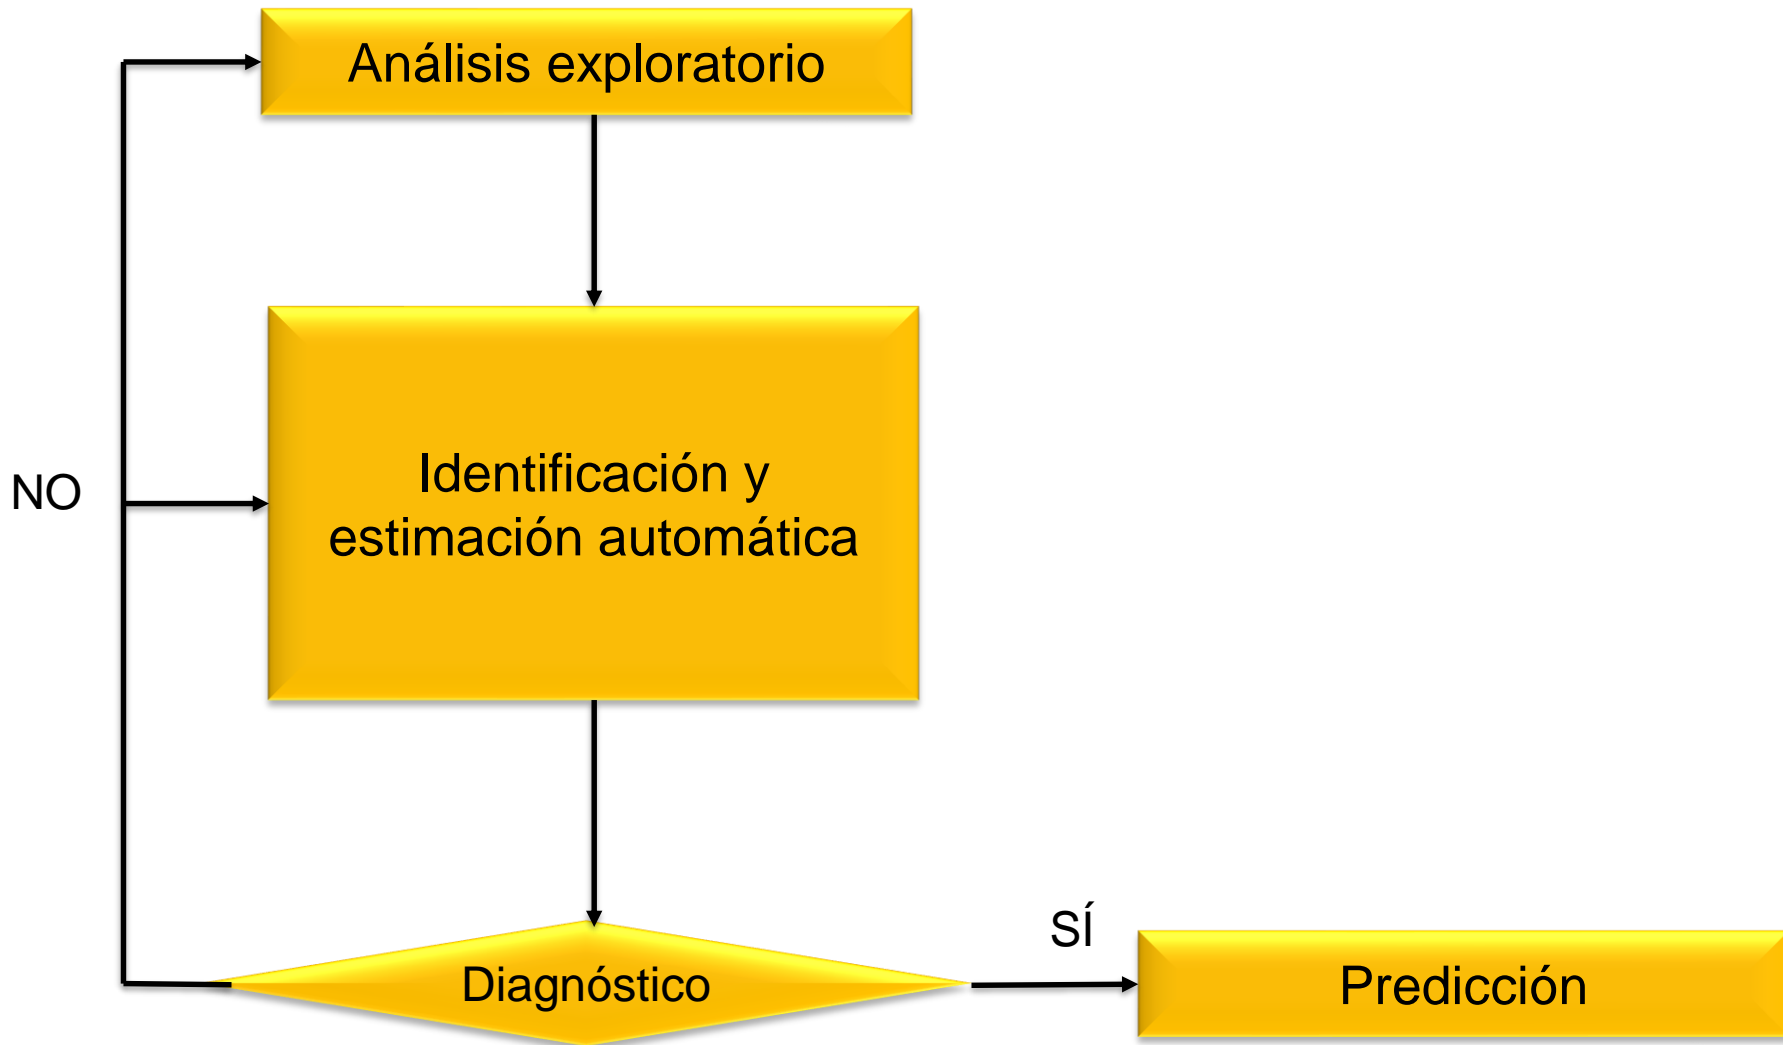 Análisis exploratorio
Identificación y
estimación automática
NO
Diagnóstico
SÍ
Predicción